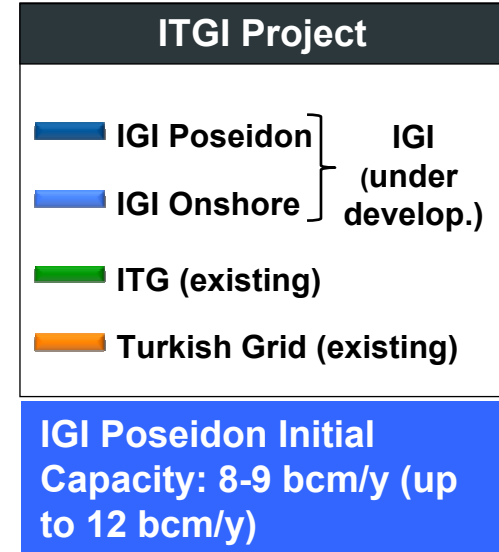 ITGI Project
IGI Poseidon
IGI Onshore
IGI
(under
develop.)
ITG (existing)
Turkish Grid (existing)
IGI Poseidon Initial
Capacity: 8-9 bcm/y (up
to 12 bcm/y)